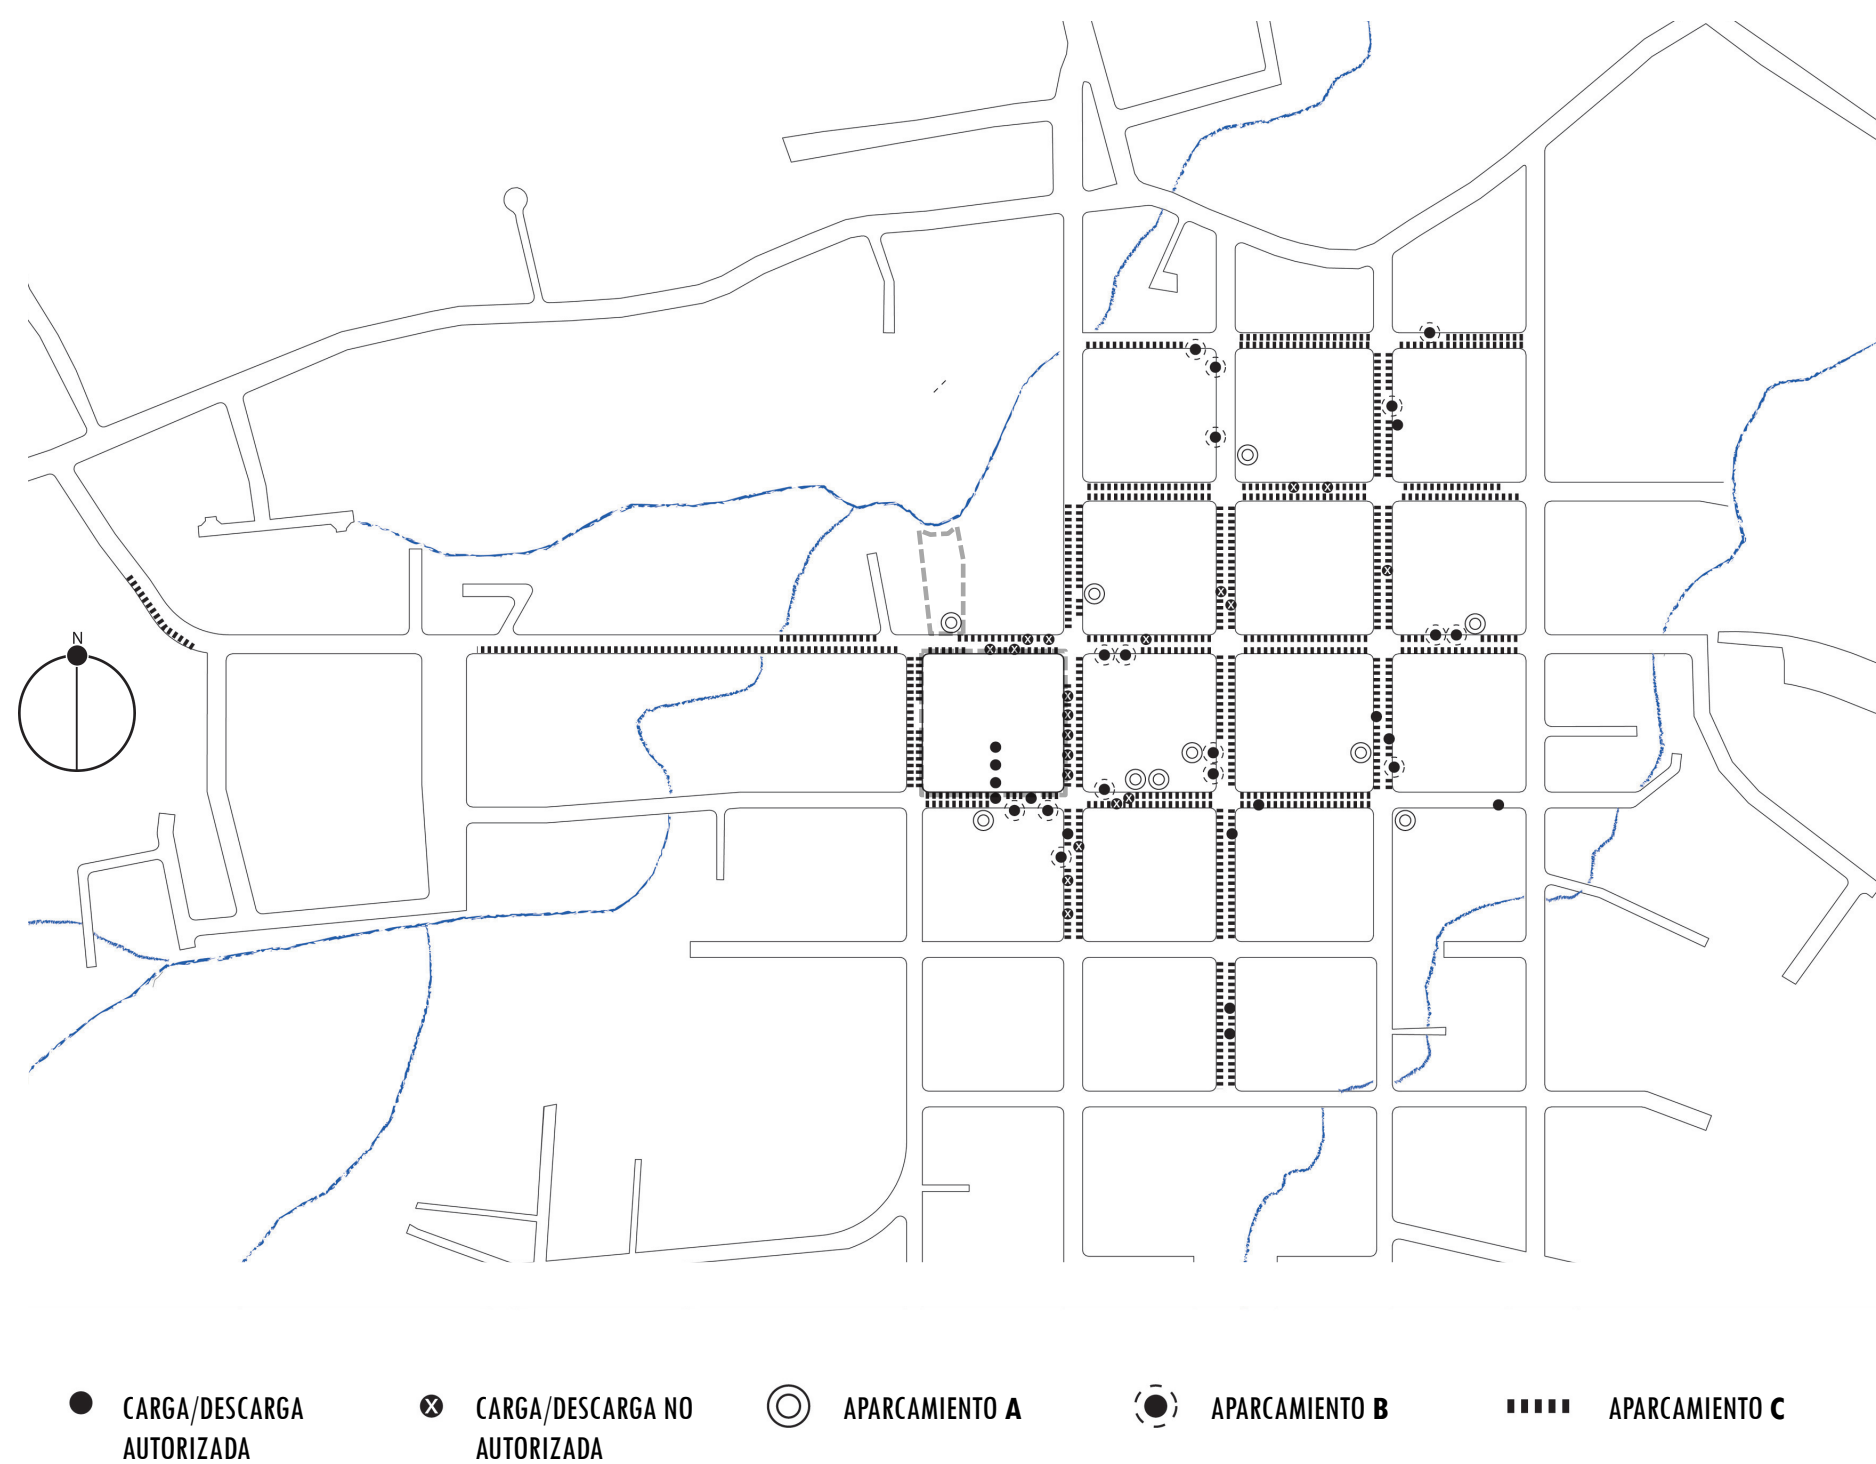 N
CARGA/DESCARGA
AUTORIZADA
X CARGA/DESCARGA NO
AUTORIZADA
APARCAMIENTO A
APARCAMIENTO B
APARCAMIENTO C